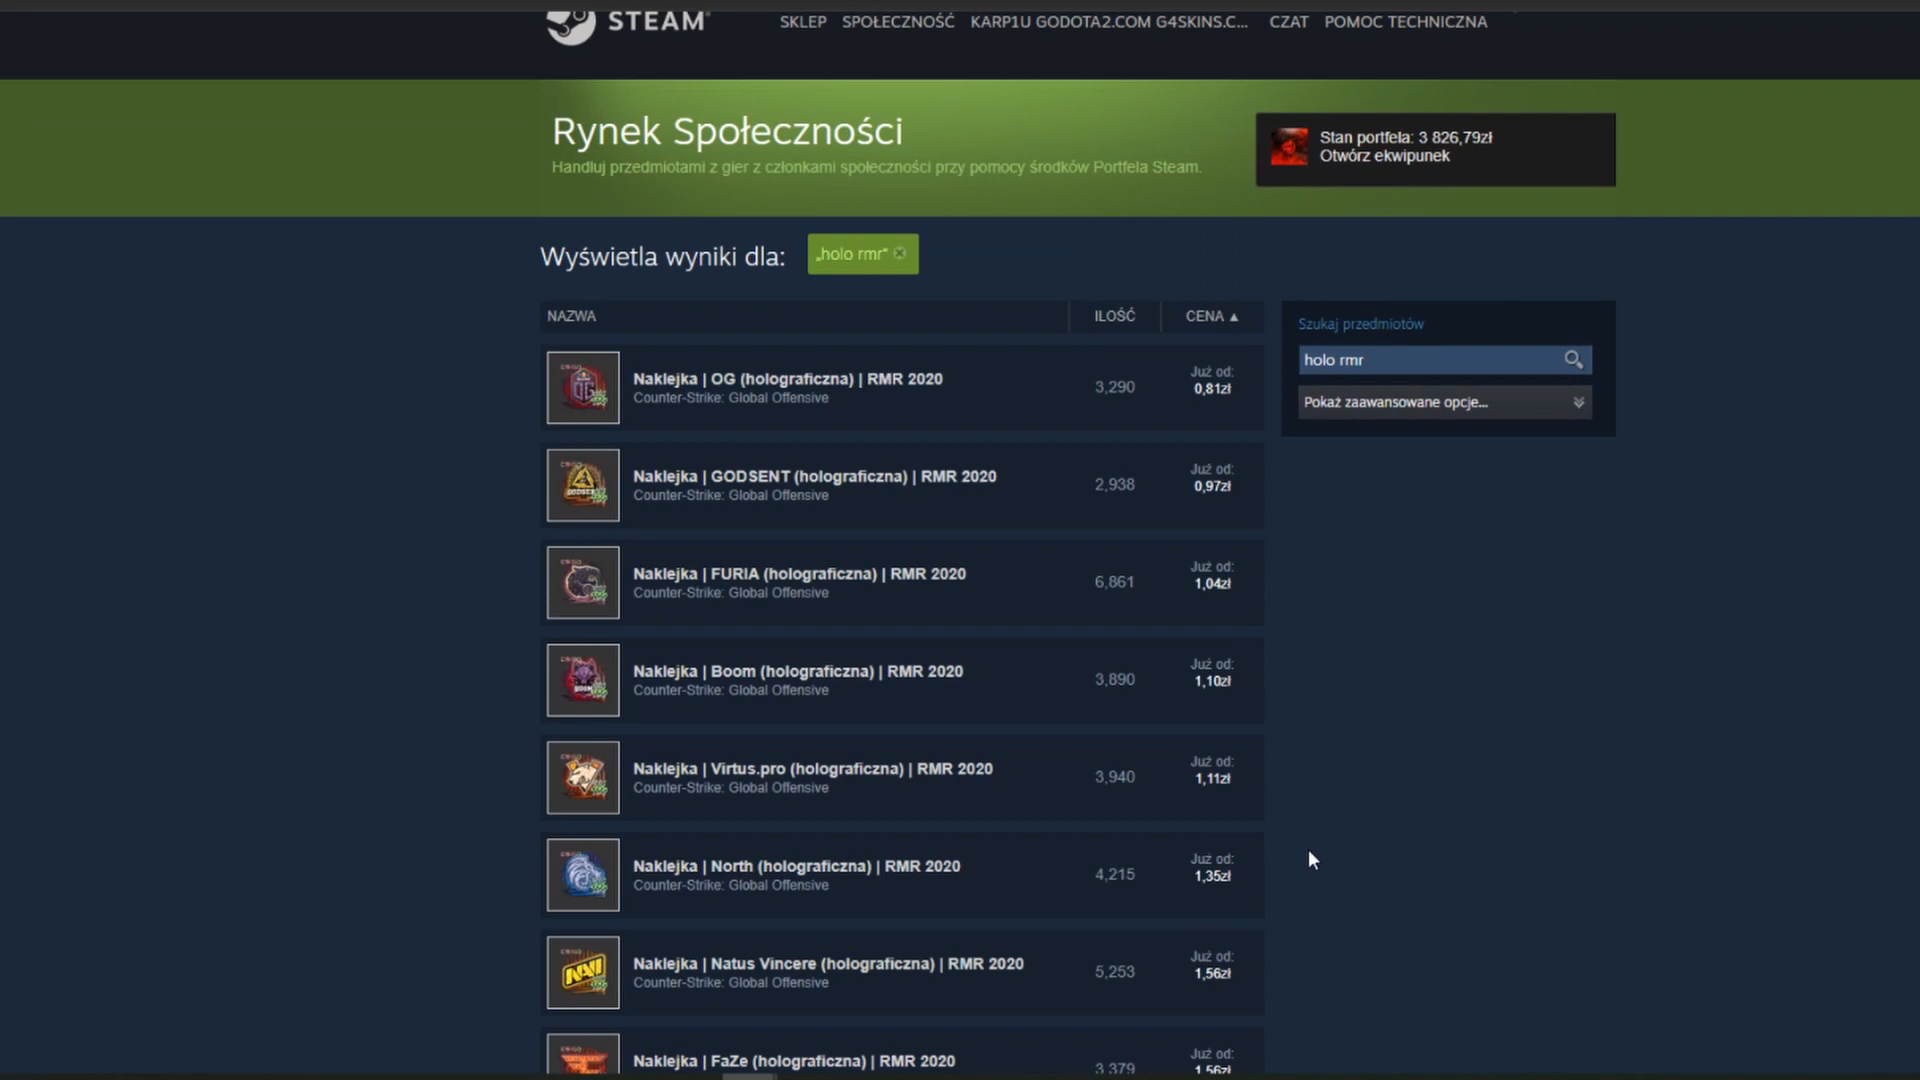 STEAM
SKLEP SPOŁECZNOŚĆ KARP1U GODOTA2.COM G4SKINS.C... CZAT POMOC TECHNICZNA
Rynek Społeczności
Handluj przedmiotami z gier z członkami społeczności przy pomocy środków Portfela Steam.
Stan portfela: 3 826,79zł
Otwórz ekwipunek
Wyświetla wyniki dla: „holo rmr”
NAZWA ILOŚĆ CENA ▲
Szukaj przedmiotów
holo rmr
Pokaż zaawansowane opcje...
Naklejka | OG (holograficzna) | RMR 2020
Counter-Strike: Global Offensive
3,290
Już od:
0,81zł
Naklejka | GODSENT (holograficzna) | RMR 2020
Counter-Strike: Global Offensive
2,938
Już od:
0,97zł
Naklejka | FURIA (holograficzna) | RMR 2020
Counter-Strike: Global Offensive
6,861
Już od:
1,04zł
Naklejka | Boom (holograficzna) | RMR 2020
Counter-Strike: Global Offensive
3,890
Już od:
1,10zł
Naklejka | Virtus.pro (holograficzna) | RMR 2020
Counter-Strike: Global Offensive
3,940
Już od:
1,11zł
Naklejka | North (holograficzna) | RMR 2020
Counter-Strike: Global Offensive
4,215
Już od:
1,35zł
Naklejka | Natus Vincere (holograficzna) | RMR 2020
Counter-Strike: Global Offensive
5,253
Już od:
1,56zł
Naklejka | FaZe (holograficzna) | RMR 2020
3,379
Już od:
1,56zł